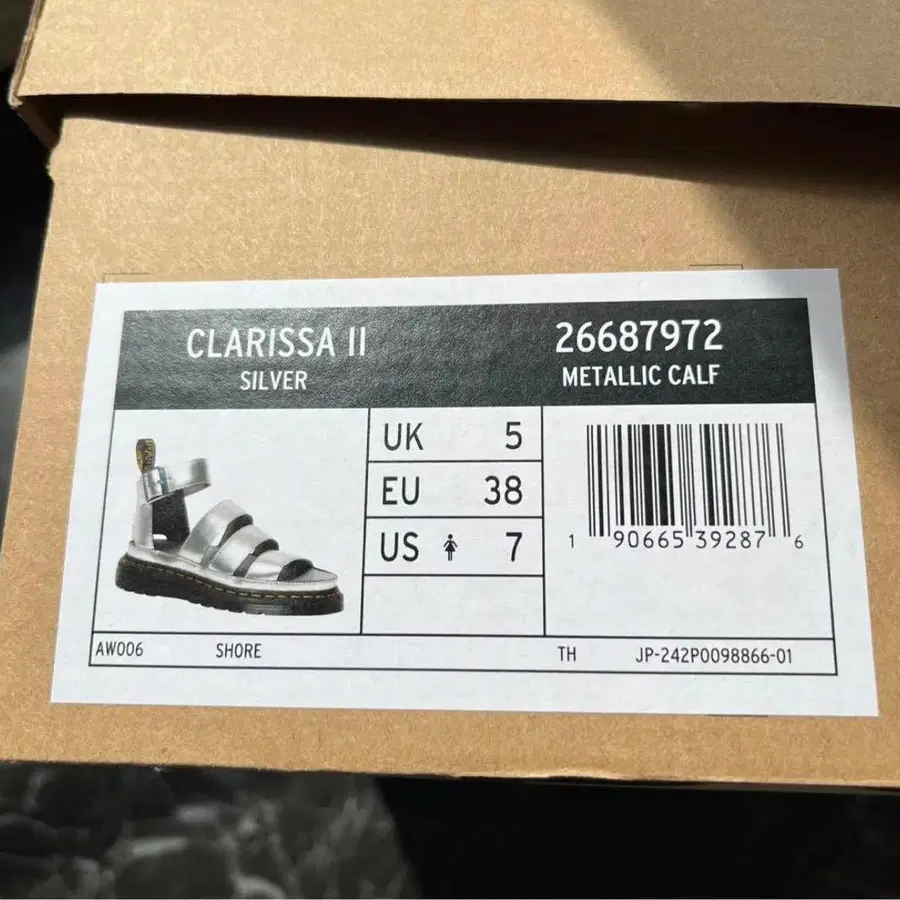 CLARISSA II
SILVER
26687972
METALLIC CALF
UK 5
EU 38
US 7
1 90665 39287 6
AW006 SHORE TH JP-242P0098866-01